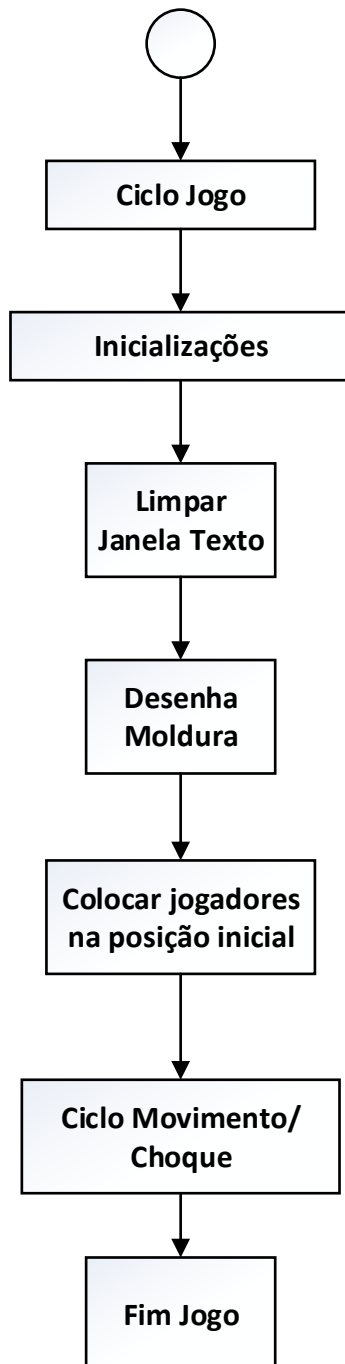 Ciclo Jogo
Inicializações
Limpar
Janela Texto
Desenha
Moldura
Colocar jogadores
na posição inicial
Ciclo Movimento/
Choque
Fim Jogo